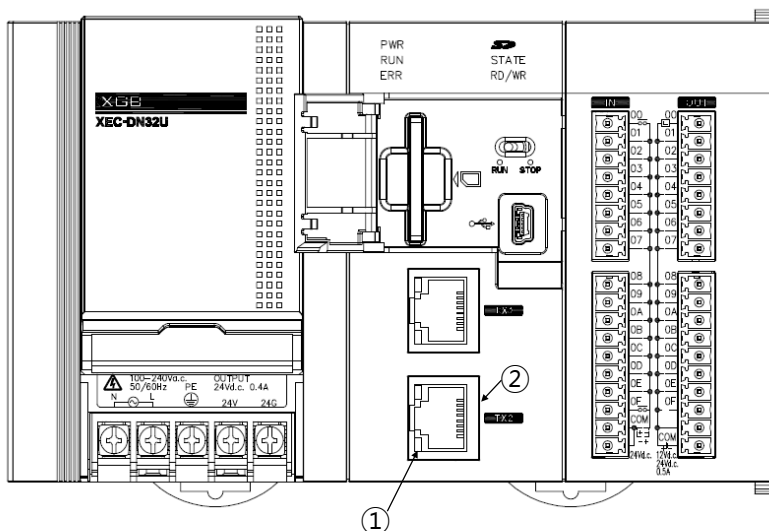 PWR
RUN
ERR
STATE
RD/WR
XGB
XEC-DN32U
RUN STOP
IN
OUT
00 00
01 01
02 02
03 03
04 04
05 05
06 06
07 07
08 08
09 09
0A 0A
0B 0B
0C 0C
0D 0D
0E 0E
0F 0F
COM COM
24Vd.c.
12Vd.c.
24Vd.c.
0.5A
TX1
TX2
100-240Va.c.
50/60Hz
PE
OUTPUT
24Vd.c. 0.4A
N L
24V 24G
②
①